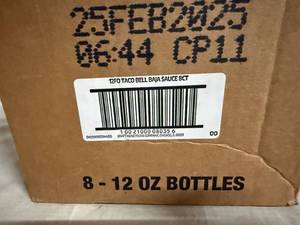 25FEB2025
06:44 CP11
12FO TACO BELL BAJA SAUCE 8CT
1 00 21000 08035 6
00
8 - 12 OZ BOTTLES